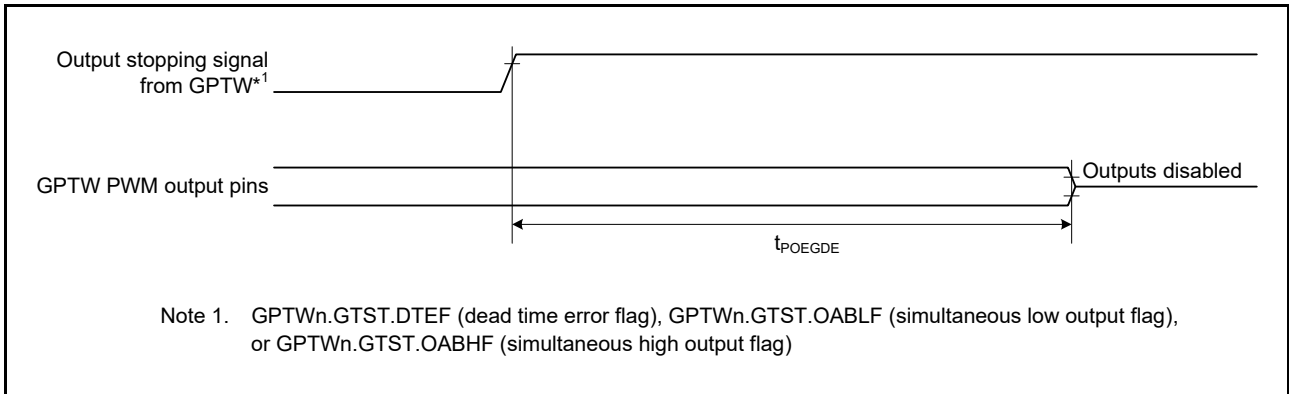 Output stopping signal
from GPTW*1
GPTW PWM output pins
Outputs disabled
tPOEGDE
Note 1. GPTWn.GTST.DTEF (dead time error flag), GPTWn.GTST.OABLF (simultaneous low output flag),
or GPTWn.GTST.OABHF (simultaneous high output flag)